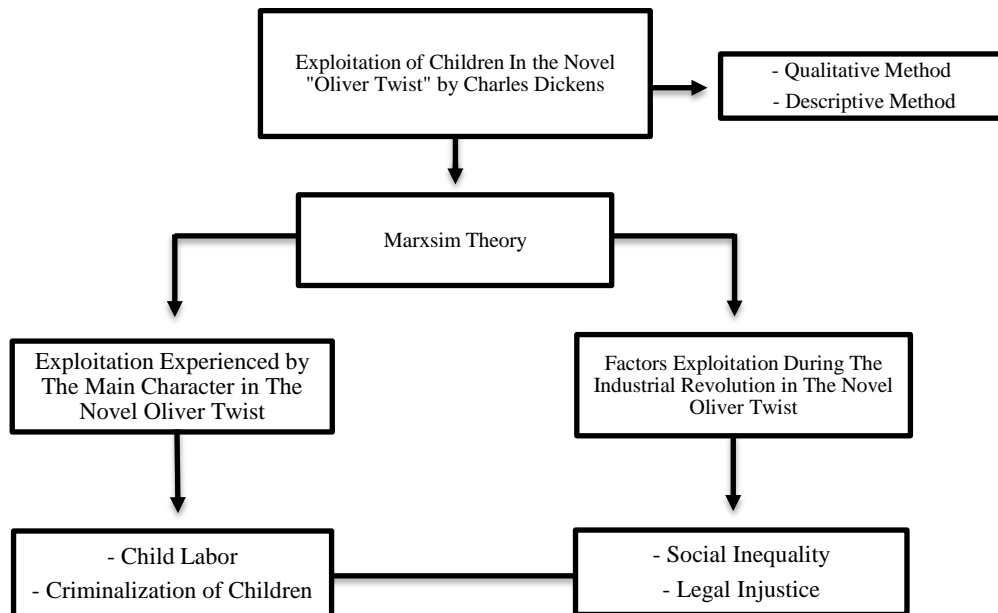 Exploitation of Children In the Novel
"Oliver Twist" by Charles Dickens
- Qualitative Method
- Descriptive Method
Marxsim Theory
Exploitation Experienced by
The Main Character in The
Novel Oliver Twist
Factors Exploitation During The
Industrial Revolution in The Novel
Oliver Twist
- Child Labor
- Criminalization of Children
- Social Inequality
- Legal Injustice